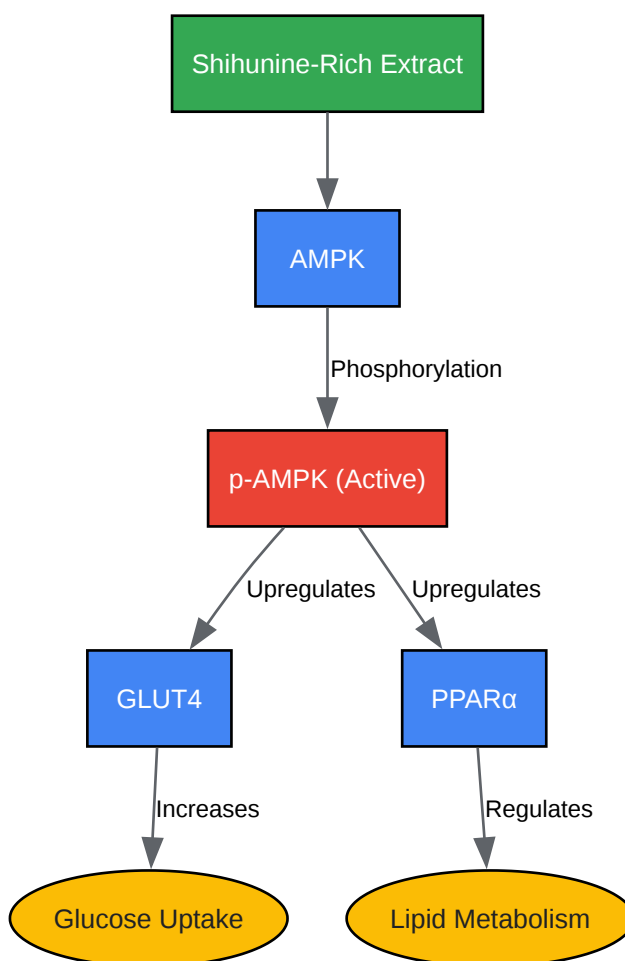 Shihunine-Rich Extract
AMPK
Phosphorylation
p-AMPK (Active)
Upregulates
Upregulates
GLUT4
PPARα
Increases
Regulates
Glucose Uptake
Lipid Metabolism